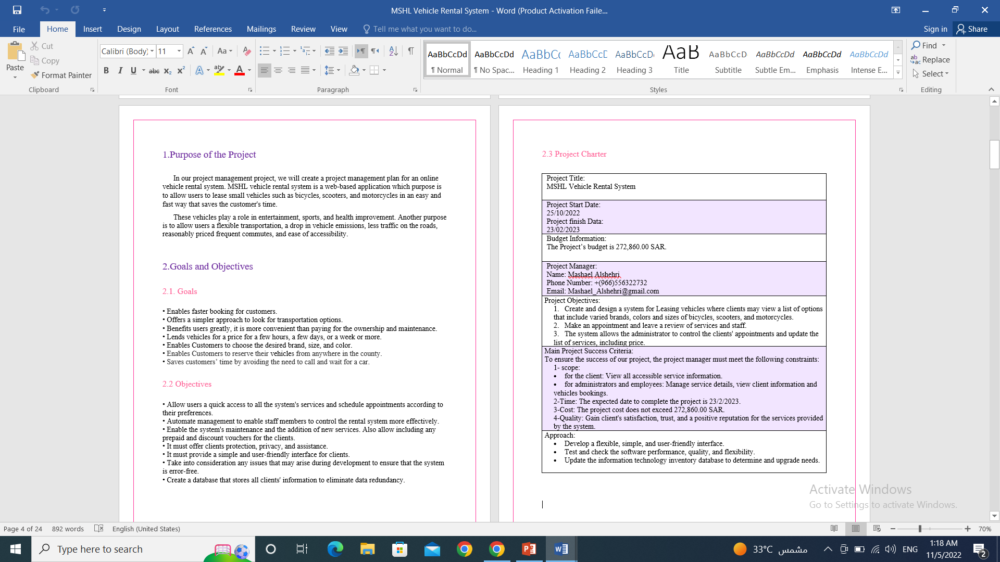 MSHL Vehicle Rental System - Word (Product Activation Faile...
File Home Insert Design Layout References Mailings Review View Tell me what you want to do... Sign in Share
Paste
Cut
Copy
Format Painter
Clipboard
Calibri (Body) 11
Font
Paragraph
AaBbCcDd AaBbCcDd AaBbC( AaBbCcC AaBbCcD( AaB AaBbCcD AaBbCcDd AaBbCcDd AaBbCcDd
¶ Normal ¶ No Spac... Heading 1 Heading 2 Heading 3 Title Subtitle Subtle Em... Emphasis Intense E...
Styles
Find
Replace
Select
Editing
1.Purpose of the Project
In our project management project, we will create a project management plan for an online
vehicle rental system. MSHL vehicle rental system is a web-based application which purpose is
to allow users to lease small vehicles such as bicycles, scooters, and motorcycles in an easy and
fast way that saves the customer's time.
These vehicles play a role in entertainment, sports, and health improvement. Another purpose
is to allow users a flexible transportation, a drop in vehicle emissions, less traffic on the roads,
reasonably priced frequent commutes, and ease of accessibility.
2.Goals and Objectives
2.1. Goals
• Enables faster booking for customers.
• Offers a simpler approach to look for transportation options.
• Benefits users greatly, it is more convenient than paying for the ownership and maintenance.
• Lends vehicles for a price for a few hours, a few days, or a week or more.
• Enables Customers to choose the desired brand, size, and color.
• Enables Customers to reserve their vehicles from anywhere in the county.
• Saves customers’ time by avoiding the need to call and wait for a car.
2.2 Objectives
• Allow users a quick access to all the system's services and schedule appointments according to
their preferences.
• Automate management to enable staff members to control the rental system more effectively.
• Enable the system's maintenance and the addition of new services. Also allow including any
prepaid and discount vouchers for the clients.
• It must offer clients protection, privacy, and assistance.
• It must provide a simple and user-friendly interface for clients.
• Take into consideration any issues that may arise during development to ensure that the system
is error-free.
• Create a database that stores all clients' information to eliminate data redundancy.
2.3 Project Charter
Project Title:
MSHL Vehicle Rental System
Project Start Date:
25/10/2022
Project finish Data:
23/02/2023
Budget Information:
The Project’s budget is 272,860.00 SAR.
Project Manager:
Name: Mashael Alshehri
Phone Number: +(966)556322732
Email: Mashael_Alshehri@gmail.com
Project Objectives:
1. Create and design a system for Leasing vehicles where clients may view a list of options
that include varied brands, colors and sizes of bicycles, scooters, and motorcycles.
2. Make an appointment and leave a review of services and staff.
3. The system allows the administrator to control the clients' appointments and update the
list of services, including price.
Main Project Success Criteria:
To ensure the success of our project, the project manager must meet the following constraints:
1- scope:
• for the client: View all accessible service information.
• for administrators and employees: Manage service details, view client information and
vehicles bookings.
2-Time: The expected date to complete the project is 23/2/2023.
3-Cost: The project cost does not exceed 272,860.00 SAR.
4-Quality: Gain client's satisfaction, trust, and a positive reputation for the services provided
by the system.
Approach:
• Develop a flexible, simple, and user-friendly interface.
• Test and check the software performance, quality, and flexibility.
• Update the information technology inventory database to determine and upgrade needs.
Activate Windows
Go to Settings to activate Windows.
Page 4 of 24 892 words English (United States) 70%
Type here to search
33°C مشمس
ENG
1:18 AM
11/5/2022
2